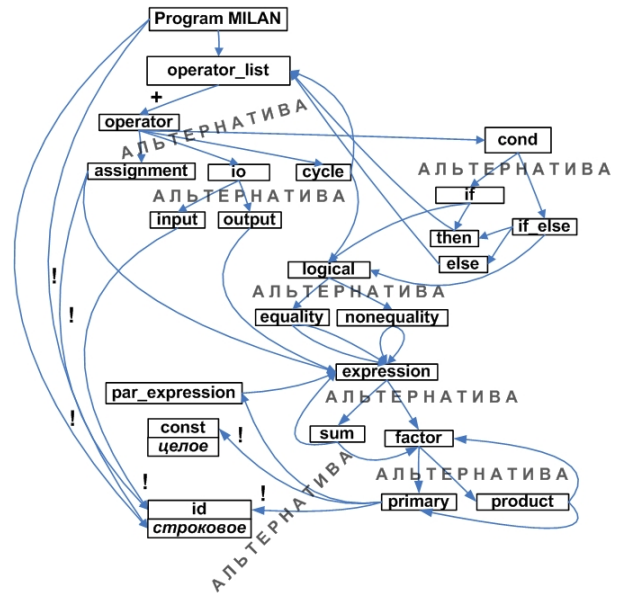 Program MILAN
operator_list
+
operator
АЛЬТЕРНАТИВА
cond
assignment
io
cycle
АЛЬТЕРНАТИВА
АЛЬТЕРНАТИВА
if
input
output
then
if_else
else
logical
!
АЛЬТЕРНАТИВА
equality
nonequality
!
expression
par_expression
АЛЬТЕРНАТИВА
const
целое
!
!
sum
factor
АЛЬТЕРНАТИВА
АЛЬТЕРНАТИВА
!
!
id
строковое
primary
product